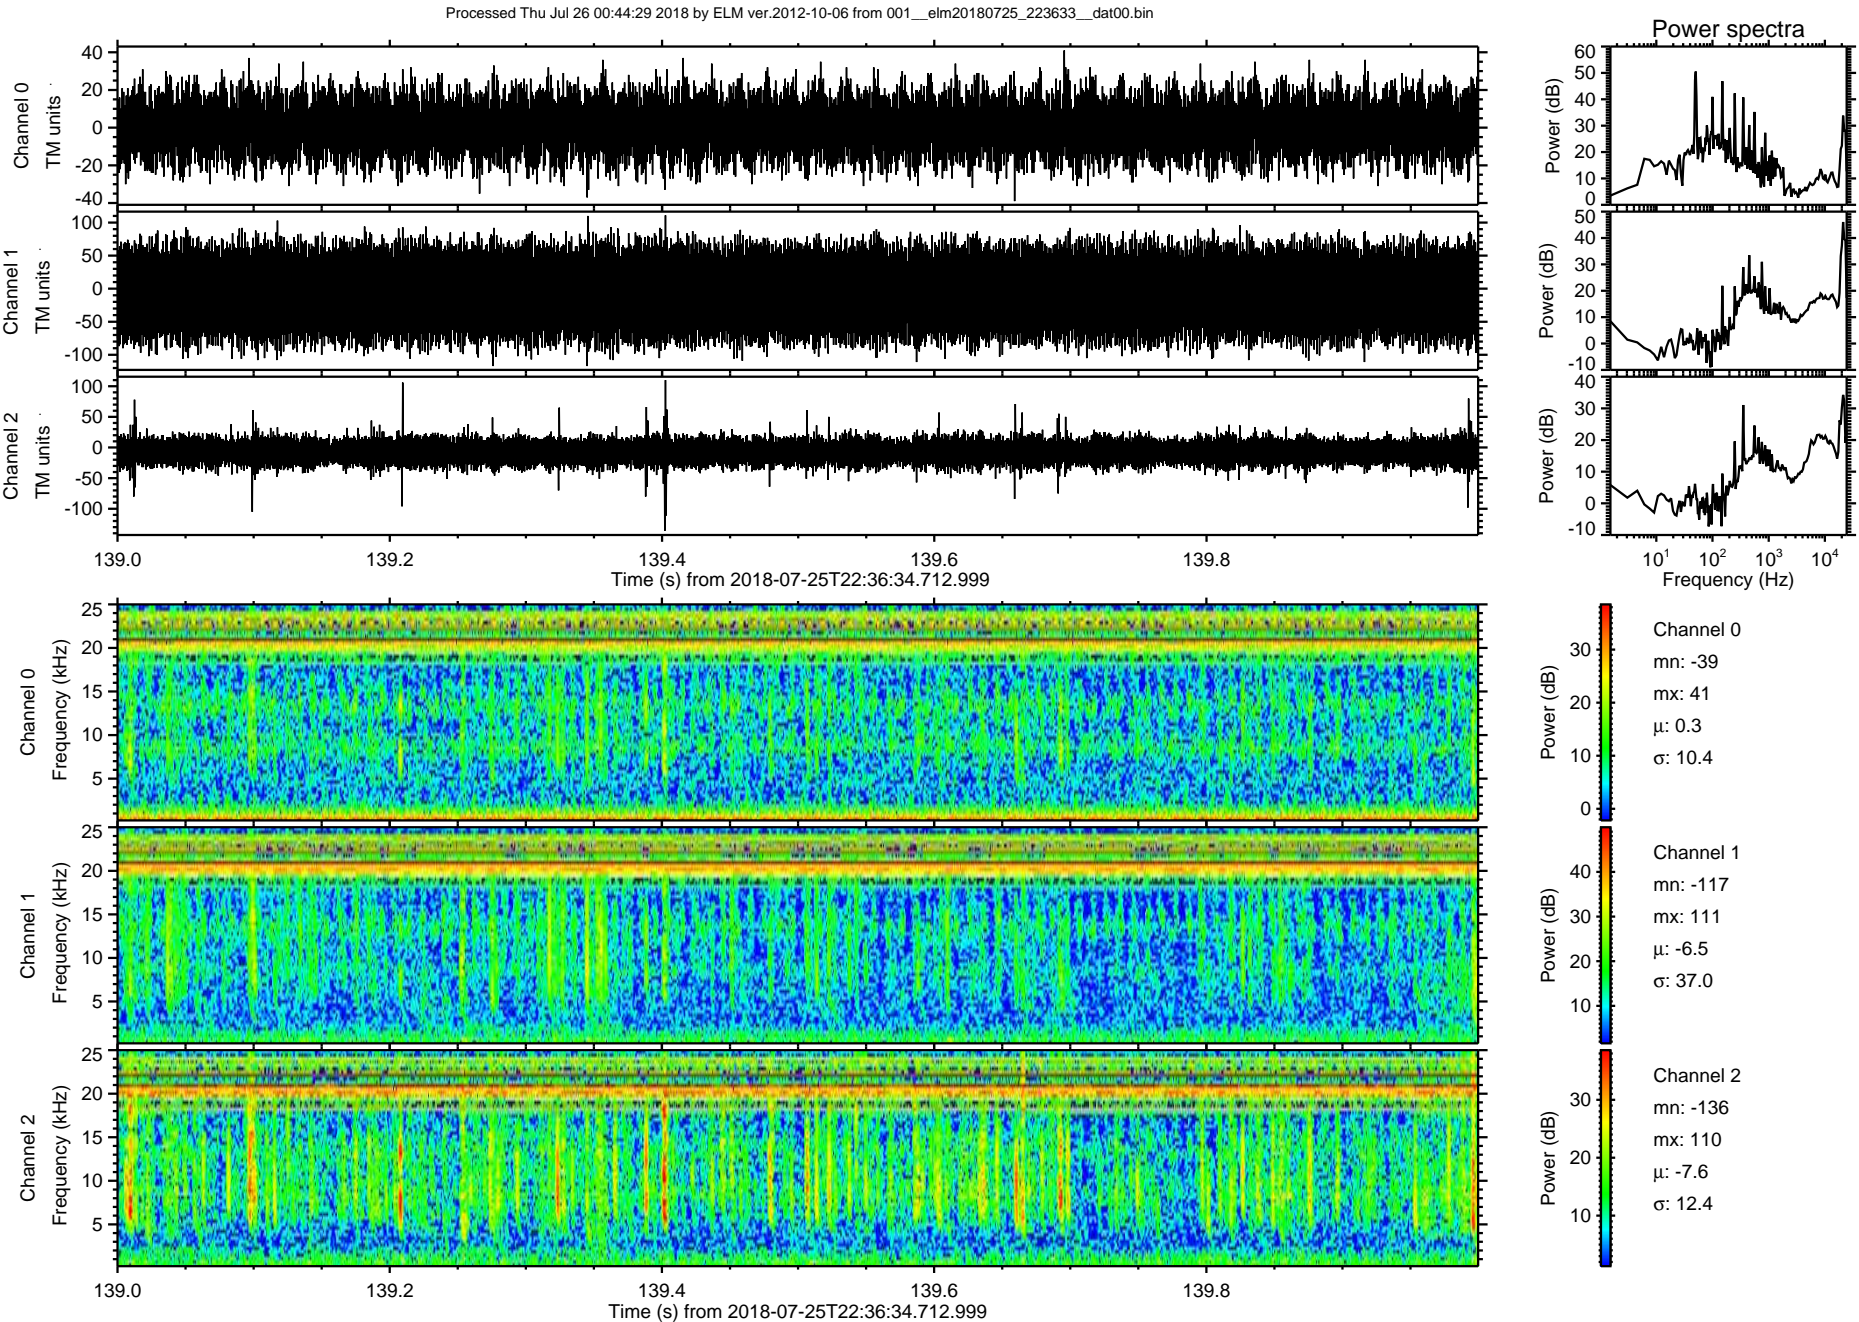 Processed Thu Jul 26 00:44:29 2018 by ELM ver.2012-10-06 from 001__elm20180725_223633__dat00.bin
Power spectra
Channel 0
TM units
40
20
0
-20
-40
Power (dB)
60
50
40
30
20
10
0
Channel 1
TM units
100
50
0
-50
-100
Power (dB)
50
40
30
20
10
0
-10
Channel 2
TM units
100
50
0
-50
-100
Power (dB)
40
30
20
10
0
-10
139.0 139.2 139.4 139.6 139.8
Time (s) from 2018-07-25T22:36:34.712.999
10^1 10^2 10^3 10^4
Frequency (Hz)
Channel 0
Frequency (kHz)
25
20
15
10
5
Power (dB)
30
20
10
0
Channel 0
mn: -39
mx: 41
μ: 0.3
σ: 10.4
Channel 1
Frequency (kHz)
25
20
15
10
5
Power (dB)
40
30
20
10
Channel 1
mn: -117
mx: 111
μ: -6.5
σ: 37.0
Channel 2
Frequency (kHz)
25
20
15
10
5
Power (dB)
30
20
10
Channel 2
mn: -136
mx: 110
μ: -7.6
σ: 12.4
139.0 139.2 139.4 139.6 139.8
Time (s) from 2018-07-25T22:36:34.712.999